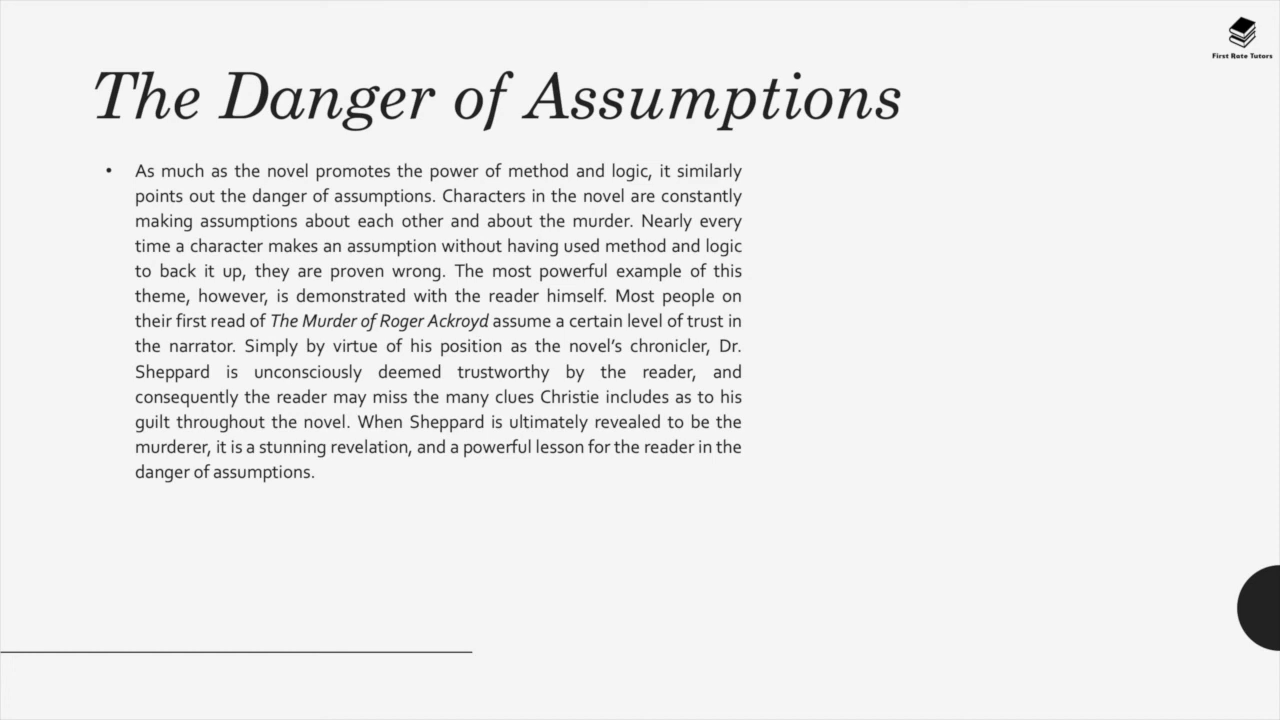 First Rate Tutors
The Danger of Assumptions
• As much as the novel promotes the power of method and logic, it similarly
points out the danger of assumptions. Characters in the novel are constantly
making assumptions about each other and about the murder. Nearly every
time a character makes an assumption without having used method and logic
to back it up, they are proven wrong. The most powerful example of this
theme, however, is demonstrated with the reader himself. Most people on
their first read of The Murder of Roger Ackroyd assume a certain level of trust in
the narrator. Simply by virtue of his position as the novel’s chronicler, Dr.
Sheppard is unconsciously deemed trustworthy by the reader, and
consequently the reader may miss the many clues Christie includes as to his
guilt throughout the novel. When Sheppard is ultimately revealed to be the
murderer, it is a stunning revelation, and a powerful lesson for the reader in the
danger of assumptions.